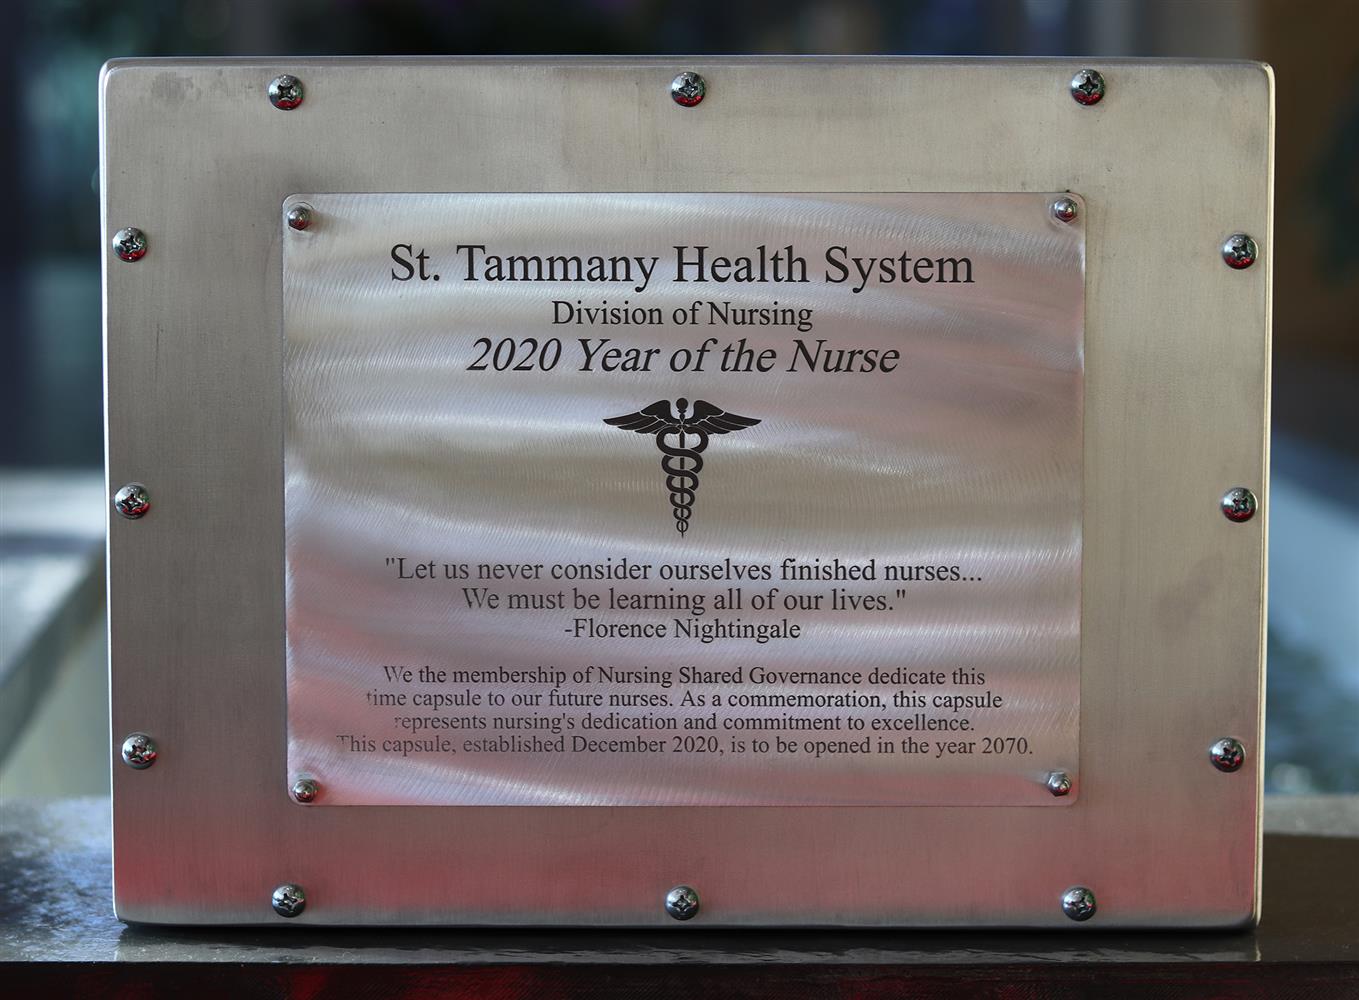 St. Tammany Health System
Division of Nursing
2020 Year of the Nurse
"Let us never consider ourselves finished nurses...
We must be learning all of our lives."
-Florence Nightingale
We the membership of Nursing Shared Governance dedicate this
time capsule to our future nurses. As a commemoration, this capsule
represents nursing's dedication and commitment to excellence.
This capsule, established December 2020, is to be opened in the year 2070.